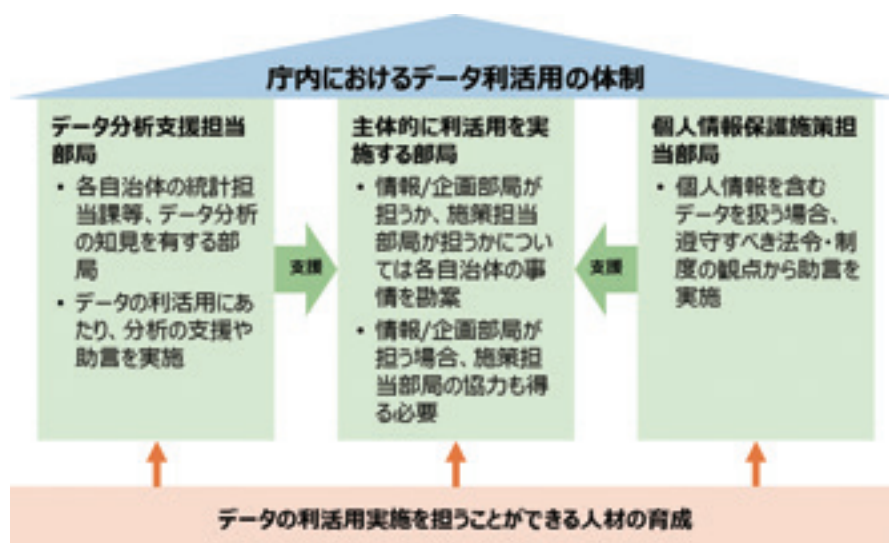 庁内におけるデータ利活用の体制
データ分析支援担当
部局
• 各自治体の統計担
当課等、データ分析
の知見を有する部
局
• データの利活用にあ
たり、分析の支援や
助言を実施
支援
主体的に利活用を実
施する部局
• 情報/企画部局が
担うか、施策担当
部局が担うかについ
ては各自治体の事
情を勘案
• 情報/企画部局が
担う場合、施策担
当部局の協力も得
る必要
支援
個人情報保護施策担
当部局
• 個人情報を含む
データを扱う場合、
遵守すべき法令・制
度の観点から助言を
実施
データの利活用実施を担うことができる人材の育成